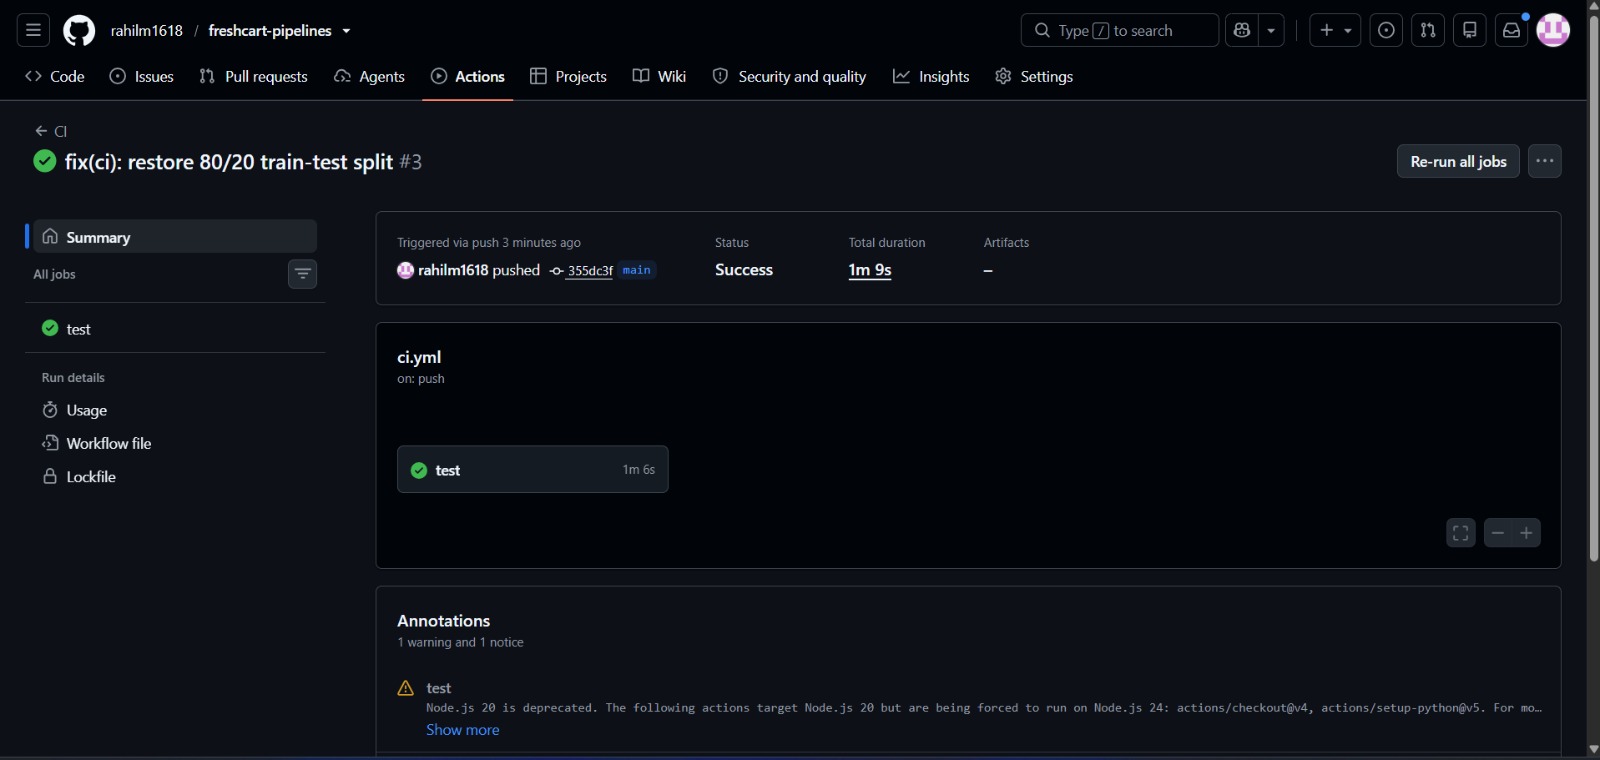 rahilm1618 / freshcart-pipelines
Type / to search
Code Issues Pull requests Agents Actions Projects Wiki Security and quality Insights Settings
CI
fix(ci): restore 80/20 train-test split #3
Re-run all jobs
Summary
All jobs
test
Run details
Usage
Workflow file
Lockfile
Triggered via push 3 minutes ago
rahilm1618 pushed 355dc3f main
Status
Success
Total duration
1m 9s
Artifacts
–
ci.yml
on: push
test 1m 6s
Annotations
1 warning and 1 notice
test
Node.js 20 is deprecated. The following actions target Node.js 20 but are being forced to run on Node.js 24: actions/checkout@v4, actions/setup-python@v5. For mo…
Show more